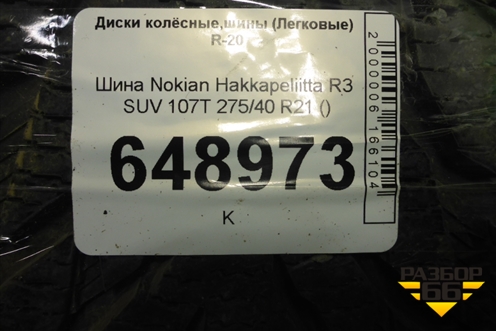 Диски колёсные,шины (Легковые)
R-20
Шина Nokian Hakkapeliitta R3
SUV 107T 275/40 R21 ()
648973
К
2000006166104
РАЗБОР
66